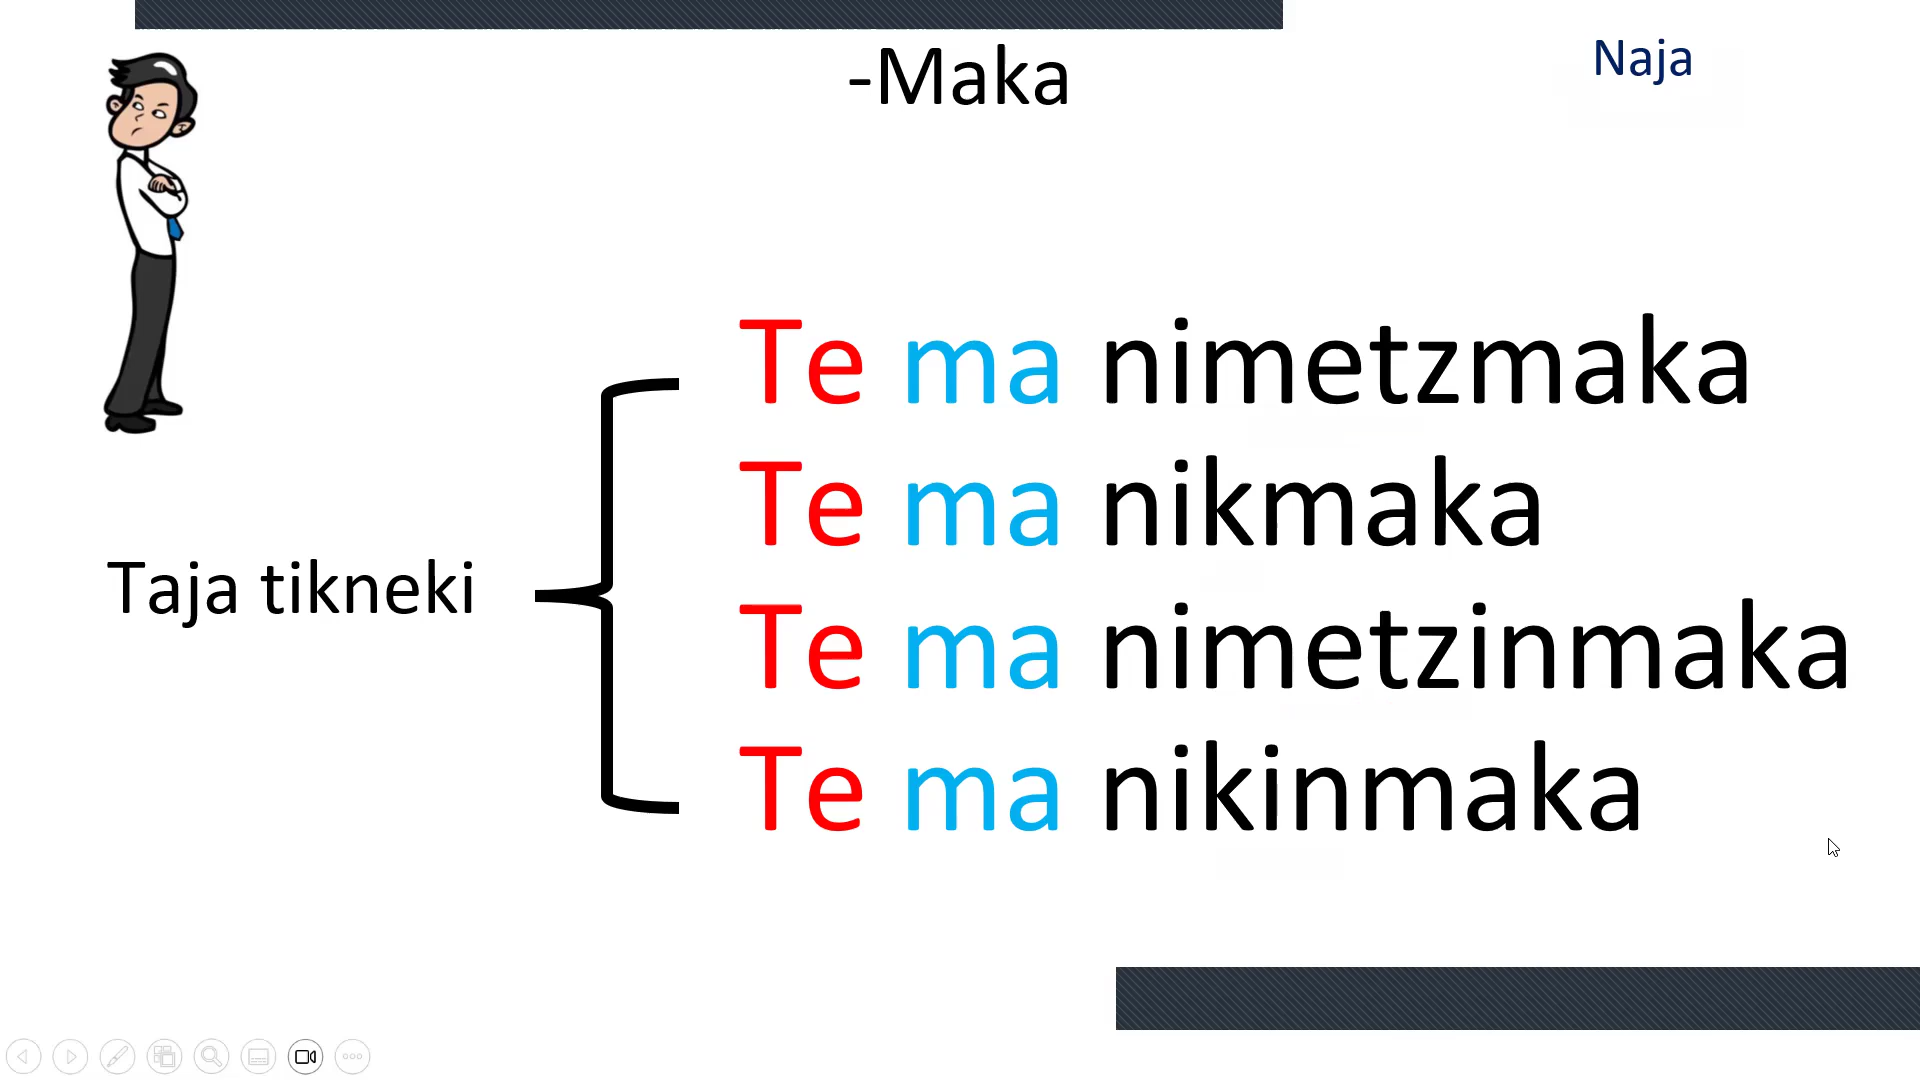 -Maka
Naja
Te ma nimetzmaka
Te ma nikmaka
Taja tikneki
Te ma nimetzinmaka
Te ma nikinmaka